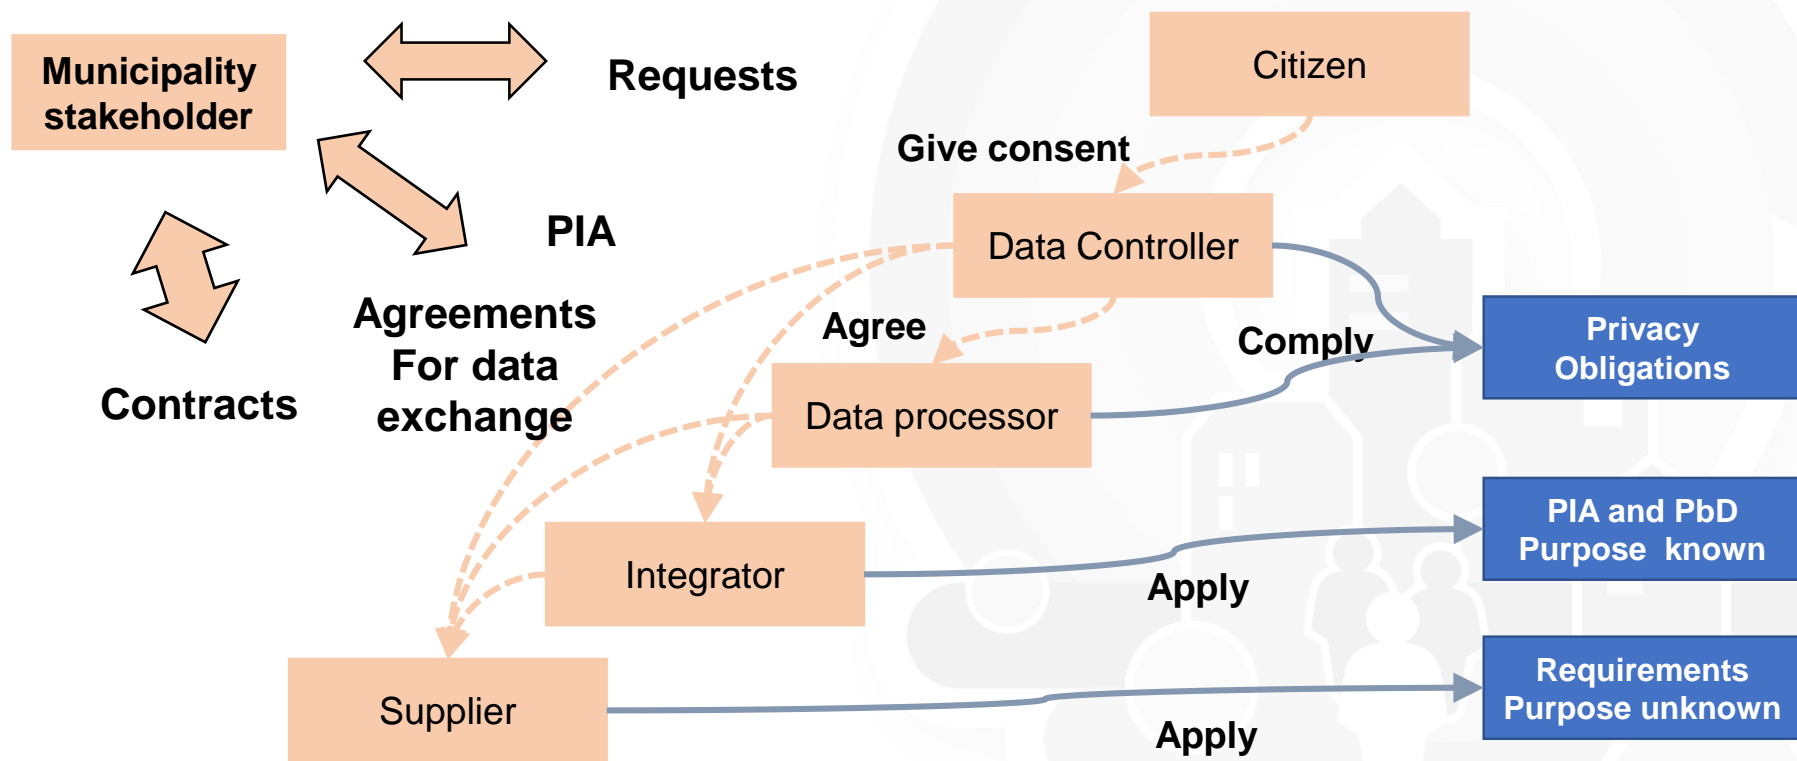 Municipality
stakeholder
Requests
Citizen
Give consent
PIA
Data Controller
Agreements
For data
exchange
Agree
Comply
Privacy
Obligations
Contracts
Data processor
PIA and PbD
Purpose known
Integrator
Apply
Requirements
Purpose unknown
Supplier
Apply